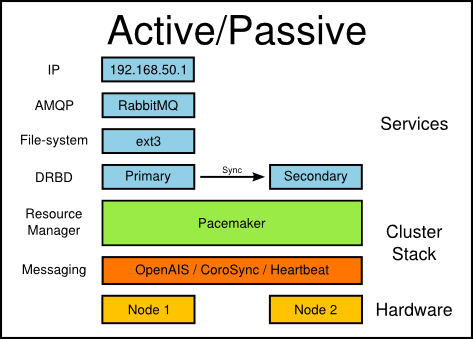 Active/Passive
IP
192.168.50.1
AMQP
RabbitMQ
File-system
ext3
Services
DRBD
Primary
Sync
Secondary
Resource
Manager
Pacemaker
Cluster
Stack
Messaging
OpenAIS / CoroSync / Heartbeat
Node 1
Node 2
Hardware